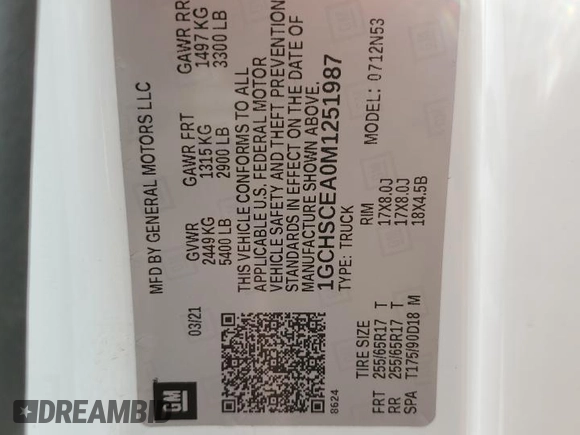 MFD BY GENERAL MOTORS LLC
03/21
GVWR
2449 KG
5400 LB
GAWR FRT
1315 KG
2900 LB
GAWR RR
1497 KG
3300 LB
THIS VEHICLE CONFORMS TO ALL
APPLICABLE U.S. FEDERAL MOTOR
VEHICLE SAFETY AND THEFT PREVENTION
STANDARDS IN EFFECT ON THE DATE OF
MANUFACTURE SHOWN ABOVE.
1GCHSCEA0M1251987
TYPE: TRUCK
MODEL: 0712N53
8624
GM
TIRE SIZE RIM
FRT 255/65R17 T 17X8.0J
RR 255/65R17 T 17X8.0J
SPA T175/90D18 M 18X4.5B
DREAMBID